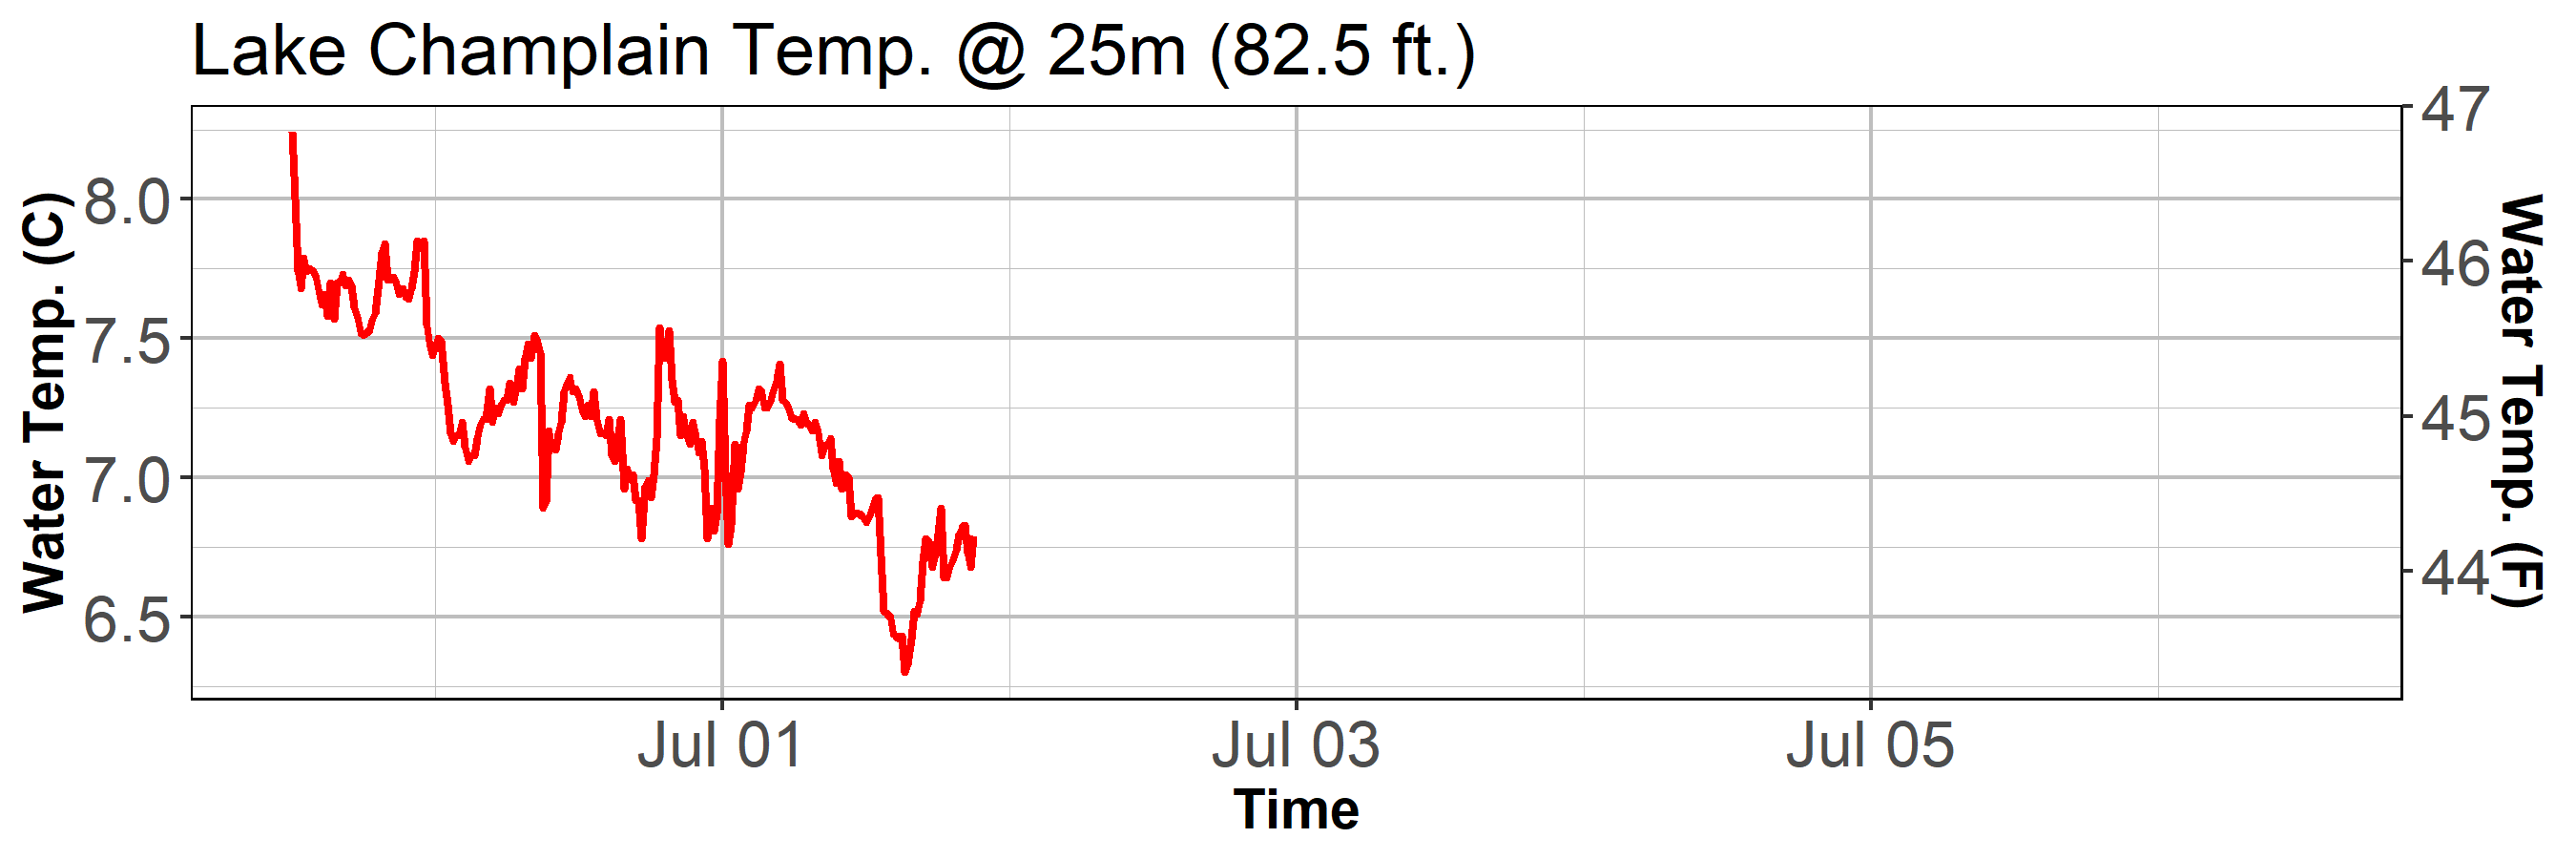 Lake Champlain Temp. @ 25m (82.5 ft.)
Water Temp. (C)
8.0
7.5
7.0
6.5
47
46
45
44
Water Temp. (F)
Jul 01 Jul 03 Jul 05
Time